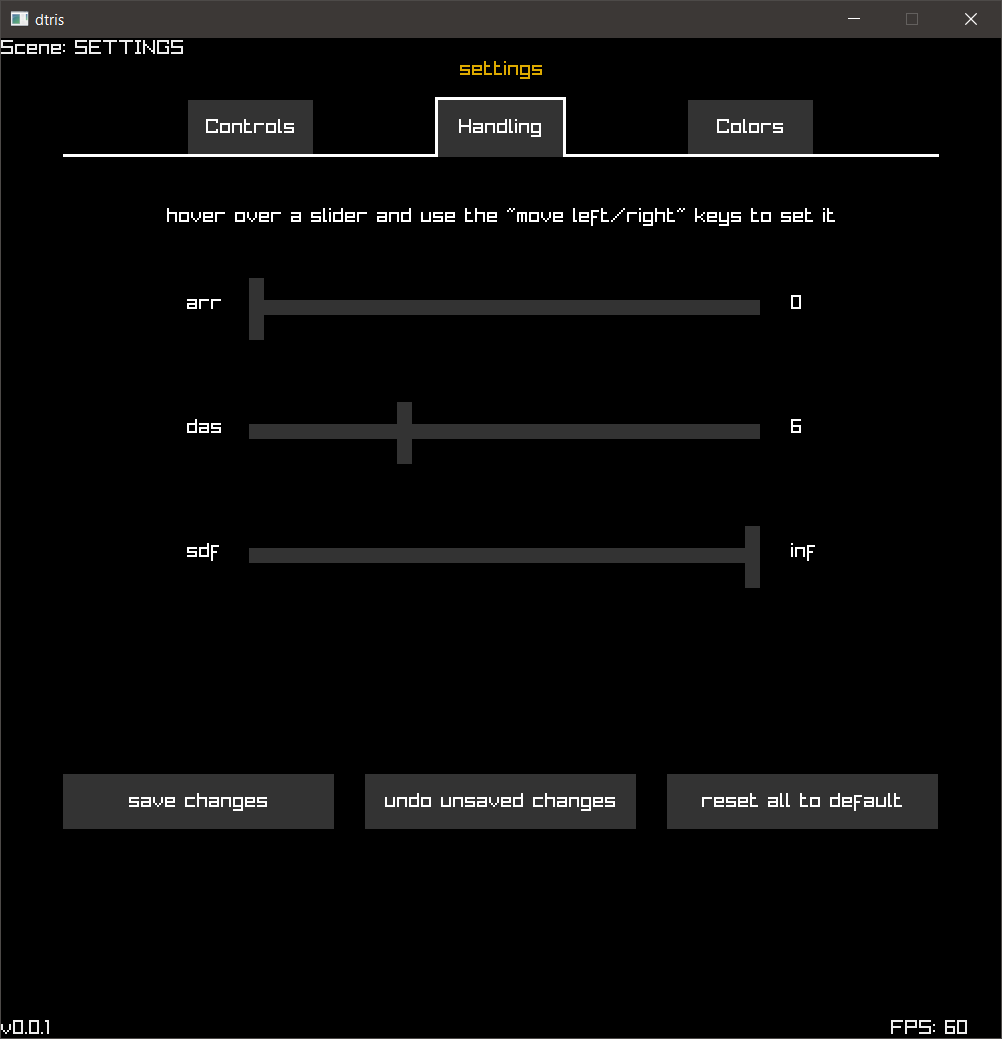 dtris
Scene: SETTINGS
settings
Controls Handling Colors
hover over a slider and use the "move left/right" keys to set it
arr 0
das 6
sdf inf
save changes undo unsaved changes reset all to default
v0.0.1 FPS: 60